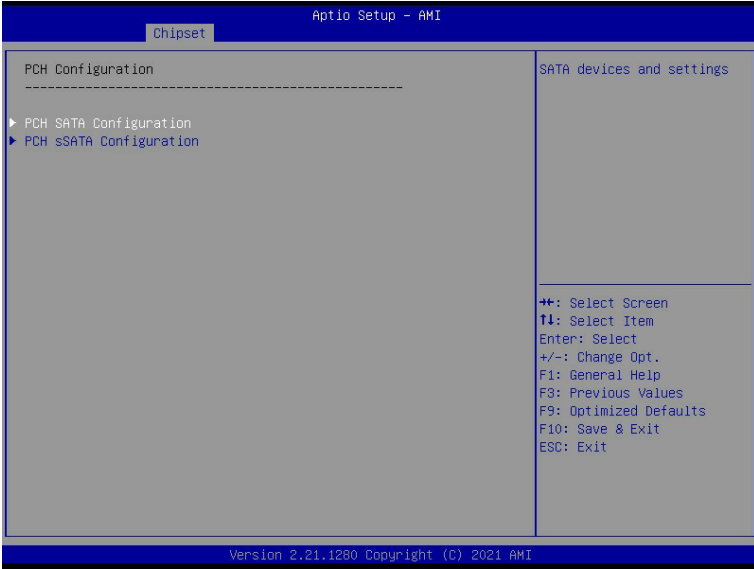 Aptio Setup – AMI
Chipset
PCH Configuration
--------------------------------------------------
PCH SATA Configuration
PCH sSATA Configuration
SATA devices and settings
→←: Select Screen
↑↓: Select Item
Enter: Select
+/-: Change Opt.
F1: General Help
F3: Previous Values
F9: Optimized Defaults
F10: Save & Exit
ESC: Exit
Version 2.21.1280 Copyright (C) 2021 AMI